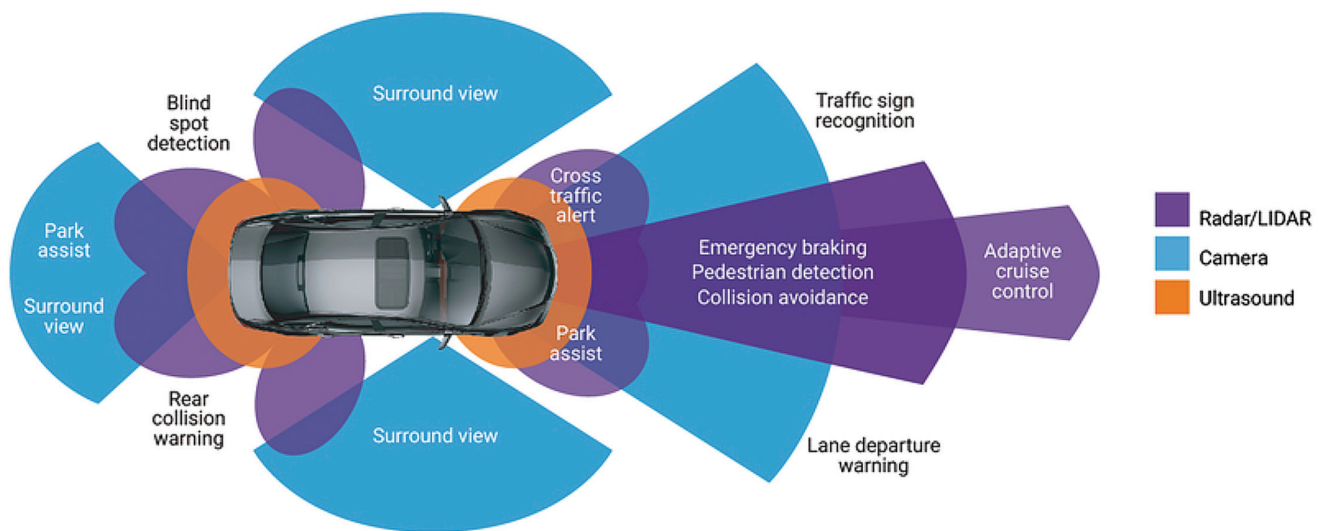 Surround view
Blind
spot
detection
Traffic sign
recognition
Cross
traffic
alert
Park
assist
Surround
view
Emergency braking
Pedestrian detection
Collision avoidance
Adaptive
cruise
control
Radar/LIDAR
Camera
Ultrasound
Park
assist
Rear
collision
warning
Surround view
Lane departure
warning